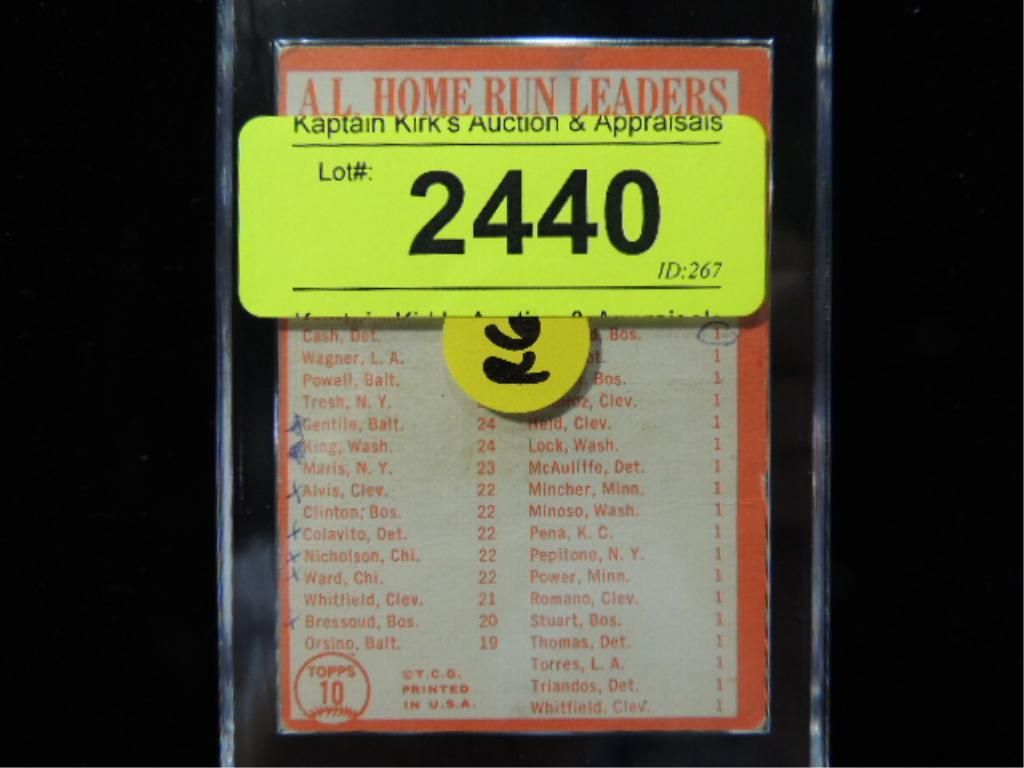 A.L. HOME RUN LEADERS
Kaptain Kirk's Auction & Appraisals
Lot#: 2440
ID:267
RG
Cash, Det.
Wagner, L. A.
Powell, Balt.
Tresh, N. Y.
Gentile, Balt. 24
King, Wash. 24
Maris, N. Y. 23
Alvis, Clev. 22
Clinton, Bos. 22
Colavito, Det. 22
Nicholson, Chi. 22
Ward, Chi. 22
Whitfield, Clev. 21
Bressoud, Bos. 20
Orsino, Balt. 19
Bos. 1
1
Bos. 1
Clev. 1
Held, Clev. 1
Lock, Wash. 1
McAuliffe, Det. 1
Mincher, Minn. 1
Minoso, Wash. 1
Pena, K. C. 1
Pepitone, N. Y. 1
Power, Minn. 1
Romano, Clev. 1
Stuart, Bos. 1
Thomas, Det. 1
Torres, L. A. 1
Triandos, Det. 1
Whitfield, Clev. 1
TOPPS
10
©T.C.G.
PRINTED
IN U.S.A.